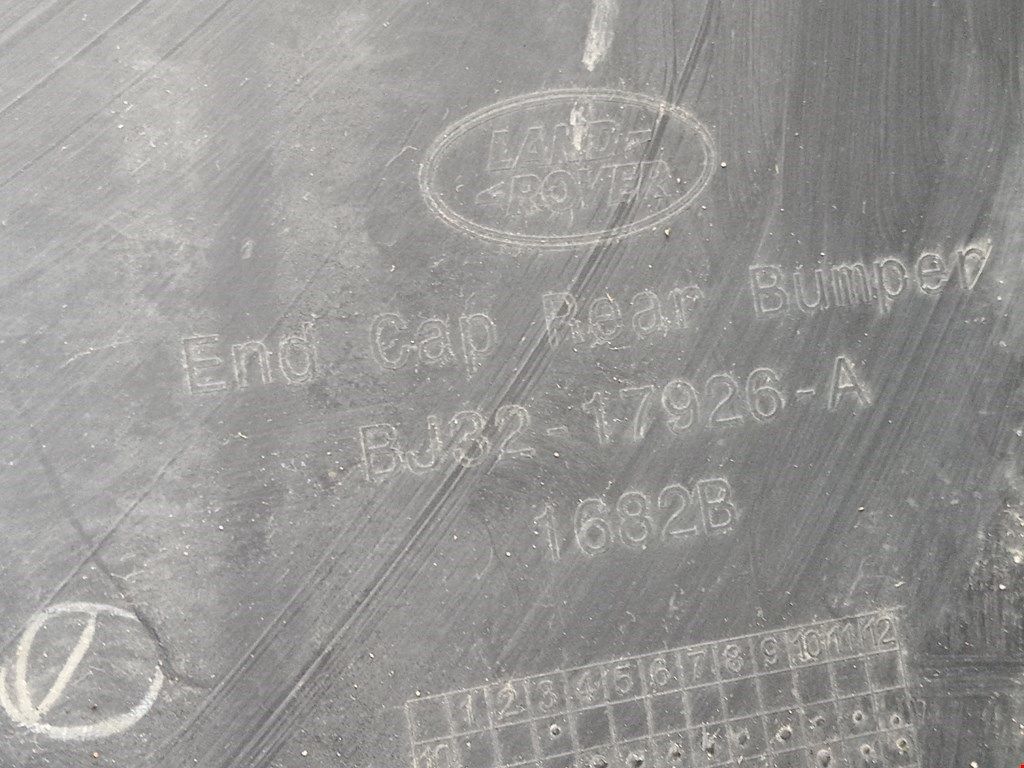 LAND
ROVER
End Cap Rear Bumper
BJ32-17926-A
1682B
1 2 3 4 5 6 7 8 9 10 11 12